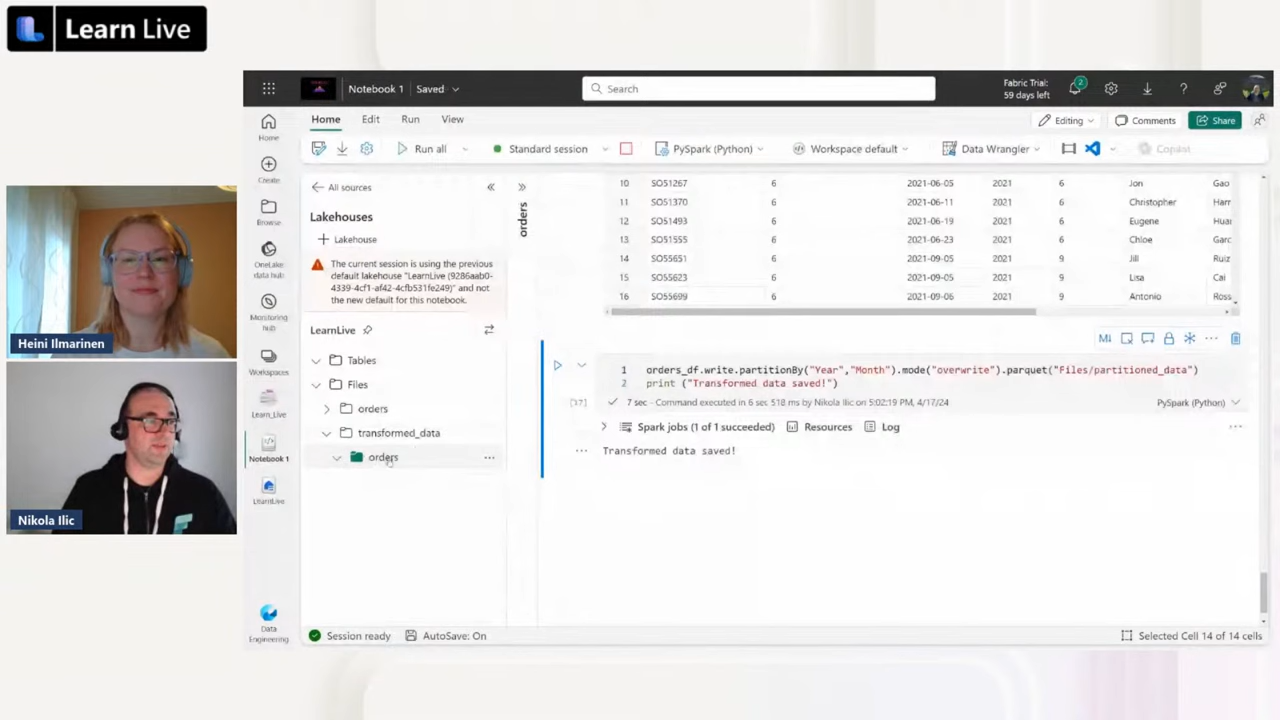 Learn Live
Notebook 1 | Saved
Search
Fabric Trial:
59 days left
2
Home Edit Run View
Editing
Comments
Share
Run all
Standard session
PySpark (Python)
Workspace default
Data Wrangler
Copilot
Home
Create
Browse
OneLake
data hub
Monitoring
hub
Workspaces
Learn_Live
Notebook 1
LearnLive
Data
Engineering
All sources
Lakehouses
Lakehouse
The current session is using the previous
default lakehouse "LearnLive (9286aab0-
4339-4cf1-af42-4cfb531fe249)" and not
the new default for this notebook.
LearnLive
Tables
Files
orders
transformed_data
orders
orders
10 SO51267 6 2021-06-05 2021 6 Jon Gao
11 SO51370 6 2021-06-11 2021 6 Christopher Harr
12 SO51493 6 2021-06-19 2021 6 Eugene Huan
13 SO51555 6 2021-06-23 2021 6 Chloe Garc
14 SO55651 9 2021-09-05 2021 9 Jill Ruiz
15 SO55623 6 2021-09-05 2021 9 Lisa Cai
16 SO55699 6 2021-09-06 2021 9 Antonio Ross
M↓
1 orders_df.write.partitionBy("Year","Month").mode("overwrite").parquet("Files/partitioned_data")
2 print ("Transformed data saved!")
[17] 7 sec - Command executed in 6 sec 518 ms by Nikola Ilic on 5:02:19 PM, 4/17/24
PySpark (Python)
Spark jobs (1 of 1 succeeded) Resources Log
Transformed data saved!
Session ready AutoSave: On
Selected Cell 14 of 14 cells
Heini Ilmarinen
Nikola Ilic